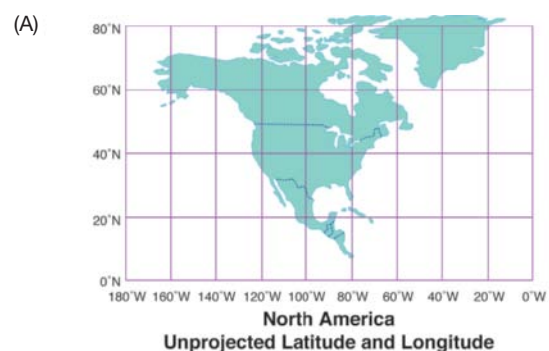 (A)
80°N
60°N
40°N
20°N
0°N
180°W 160°W 140°W 120°W 100°W 80°W 60°W 40°W 20°W 0°W
North America
Unprojected Latitude and Longitude